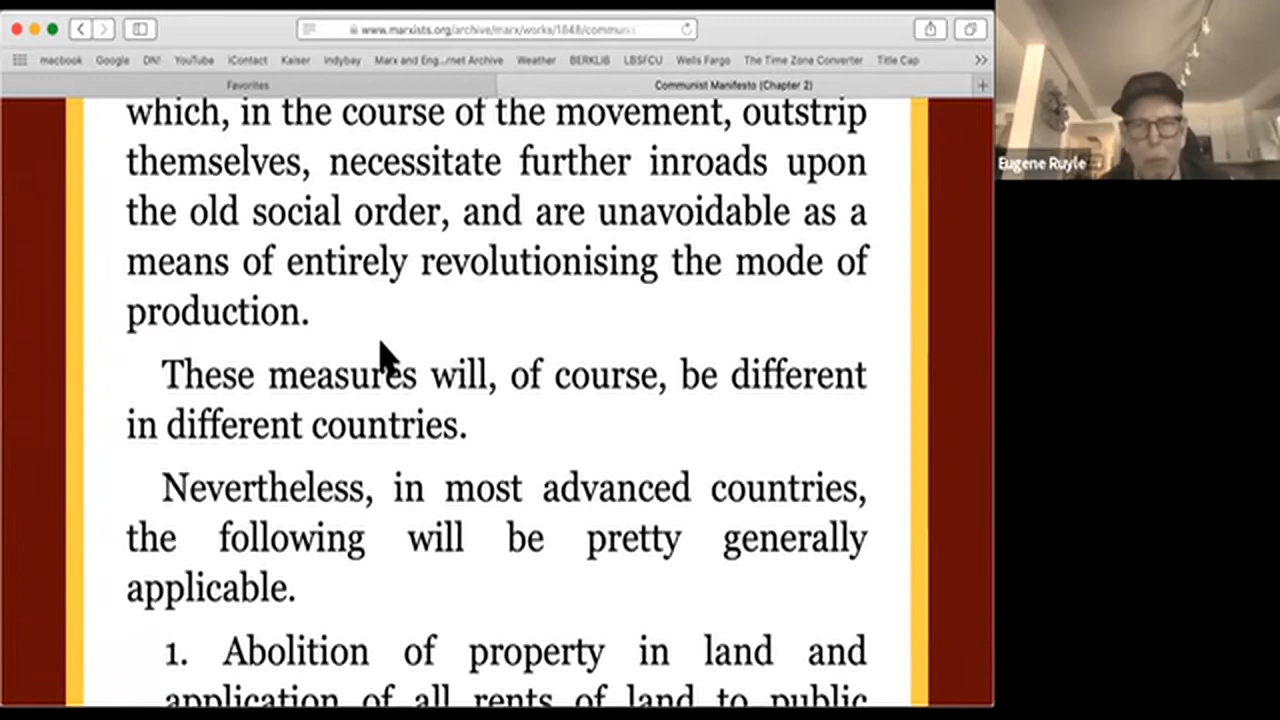 www.marxists.org/archive/marx/works/1848/communis
macbook Google DN! YouTube iContact Kaiser Indybay Marx and Eng...rnet Archive Weather BERKLIB LBSFCU Wells Fargo The Time Zone Converter Title Cap >>
Favorites Communist Manifesto (Chapter 2) +
which, in the course of the movement, outstrip
themselves, necessitate further inroads upon
the old social order, and are unavoidable as a
means of entirely revolutionising the mode of
production.
These measures will, of course, be different
in different countries.
Nevertheless, in most advanced countries,
the following will be pretty generally
applicable.
1. Abolition of property in land and
application of all rents of land to public
Eugene Ruyle